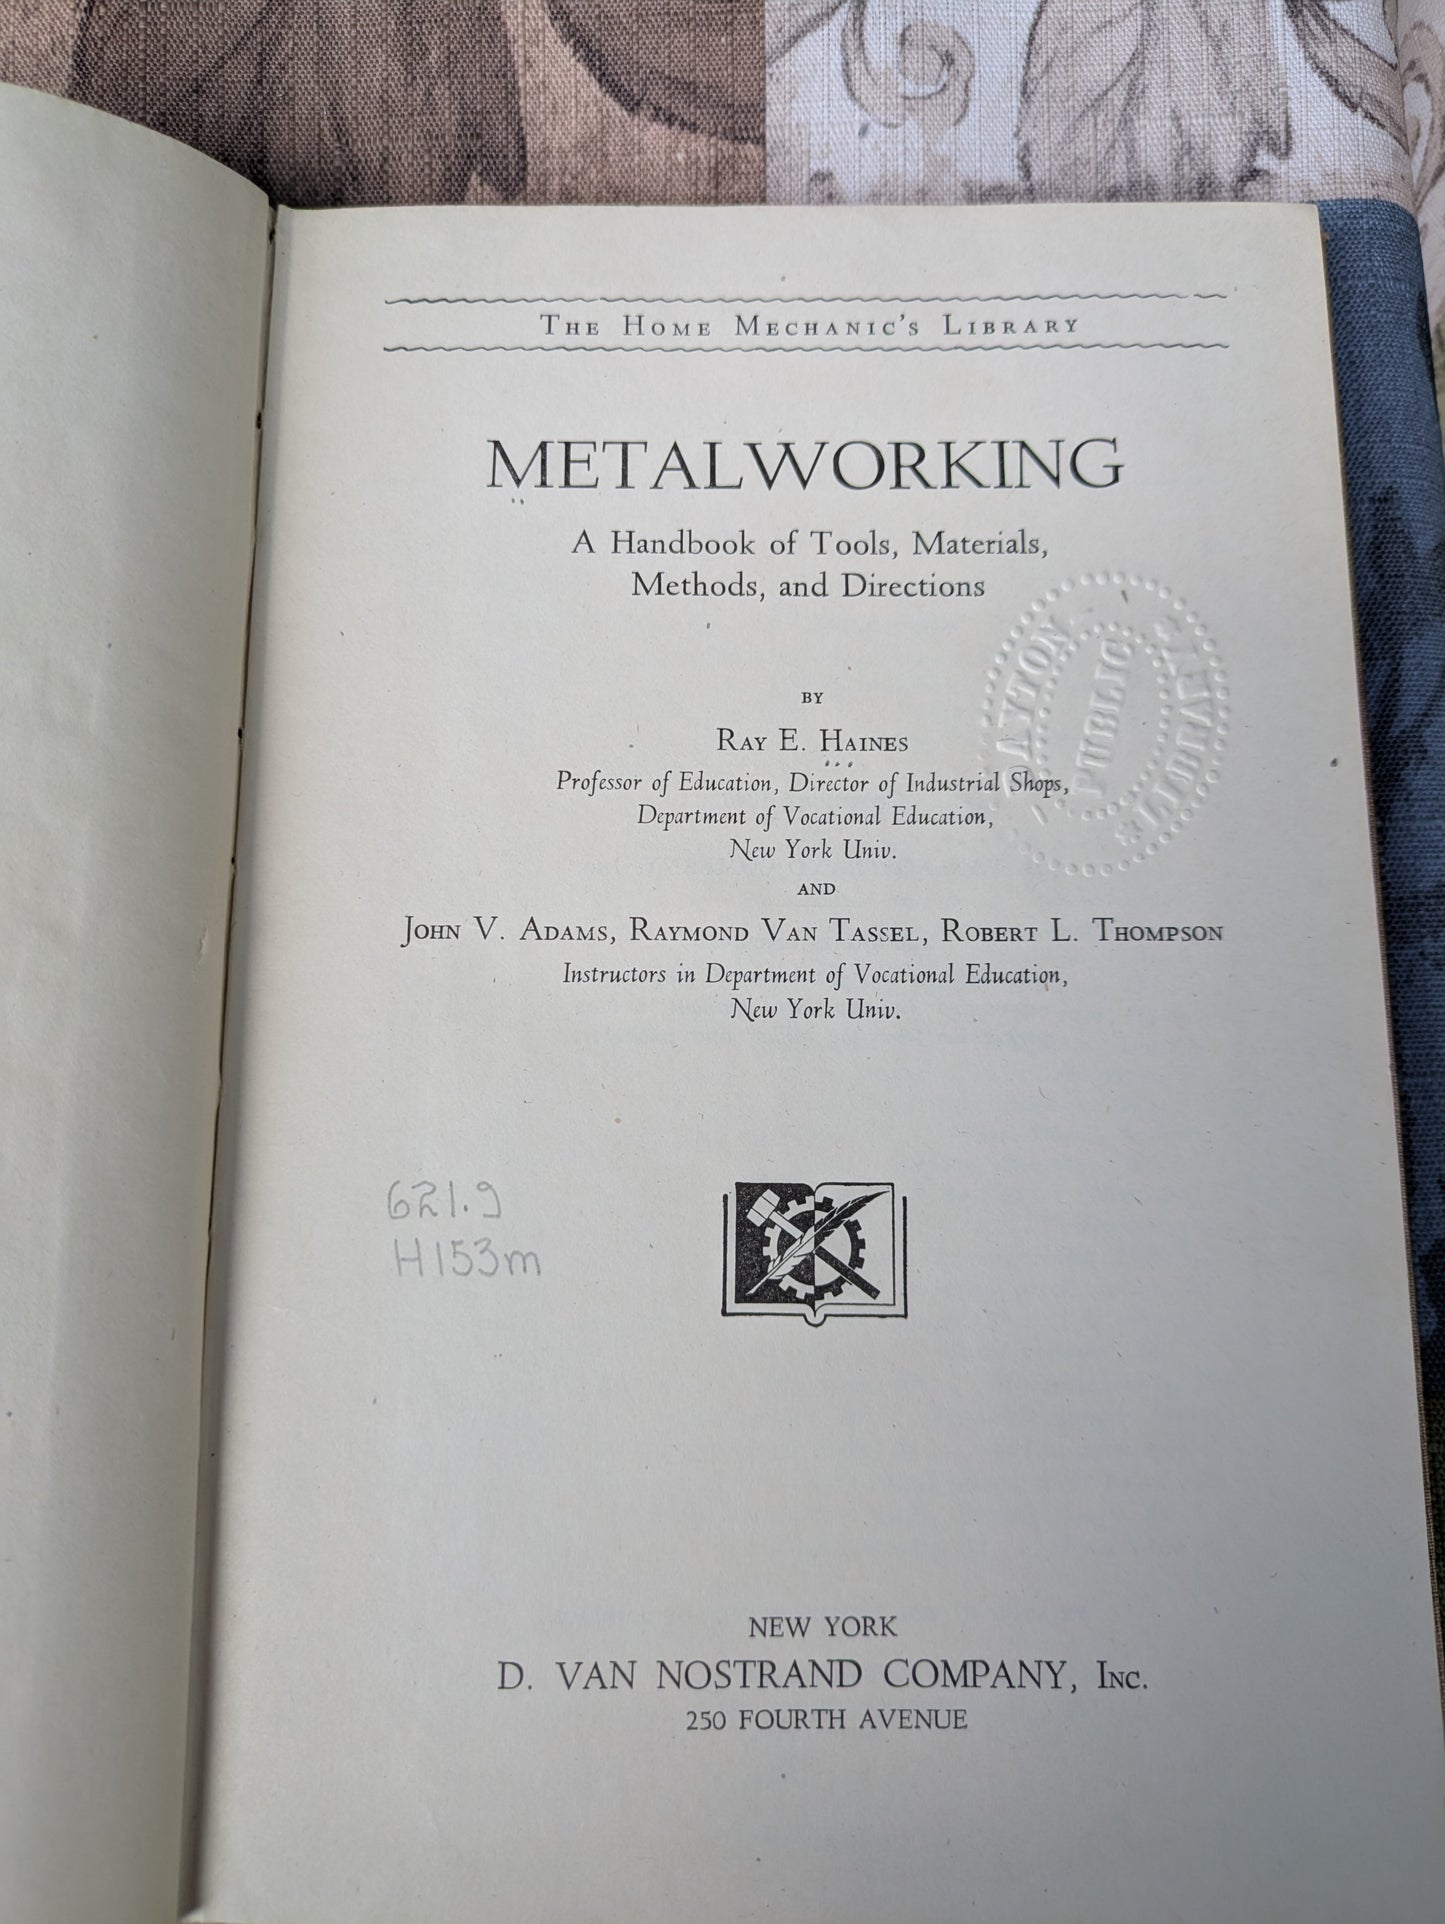 The Home Mechanic's Library
METALWORKING
A Handbook of Tools, Materials,
Methods, and Directions
BY
Ray E. Haines
Professor of Education, Director of Industrial Shops,
Department of Vocational Education,
New York Univ.
AND
John V. Adams, Raymond Van Tassel, Robert L. Thompson
Instructors in Department of Vocational Education,
New York Univ.
AYTON
PUBLIC
LIBRARY
621.9
H153m
NEW YORK
D. VAN NOSTRAND COMPANY, Inc.
250 FOURTH AVENUE